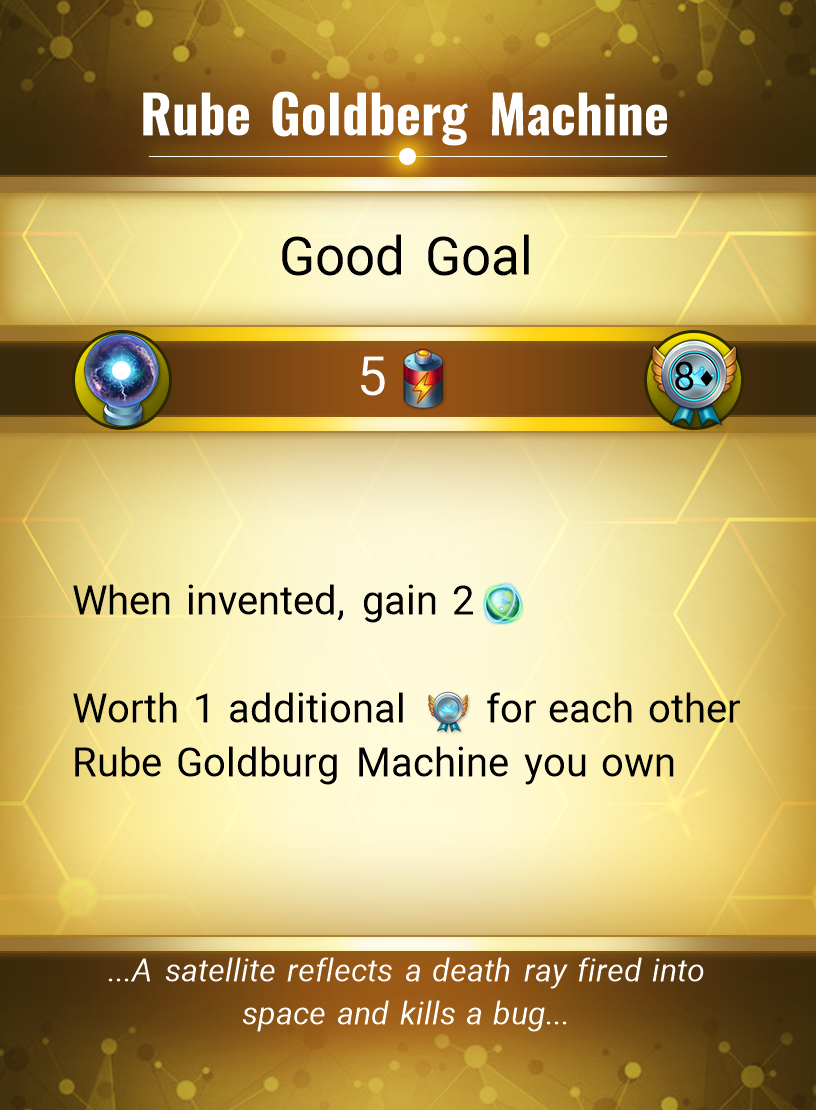 Rube Goldberg Machine
Good Goal
5
8♦
When invented, gain 2
Worth 1 additional for each other
Rube Goldburg Machine you own
...A satellite reflects a death ray fired into
space and kills a bug...